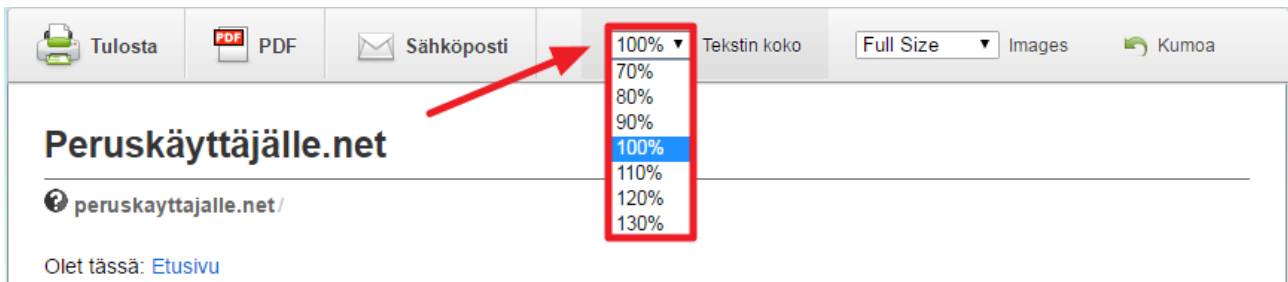 Tulosta PDF PDF Sähköposti 100% Tekstin koko Full Size Images Kumoa
70%
80%
90%
100%
110%
120%
130%
Peruskäyttäjälle.net
peruskayttajalle.net/
Olet tässä: Etusivu